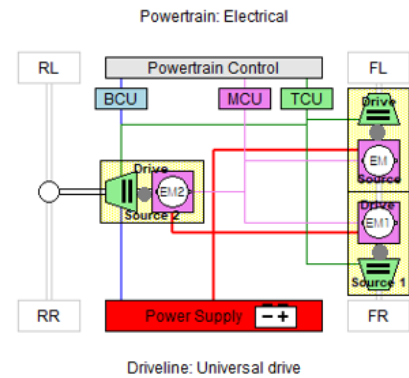 Powertrain: Electrical
RL
Powertrain Control
FL
BCU
MCU
TCU
Drive
EM
Source
Drive
EM2
Source 2
Drive
EM1
Source 1
RR
Power Supply
- +
FR
Driveline: Universal drive